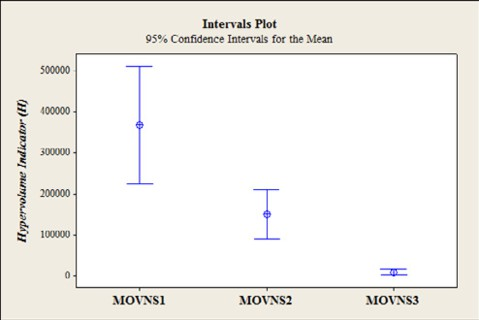 Intervals Plot
95% Confidence Intervals for the Mean
Hypervolume Indicator (H)
500000
400000
300000
200000
100000
0
MOVNS1 MOVNS2 MOVNS3